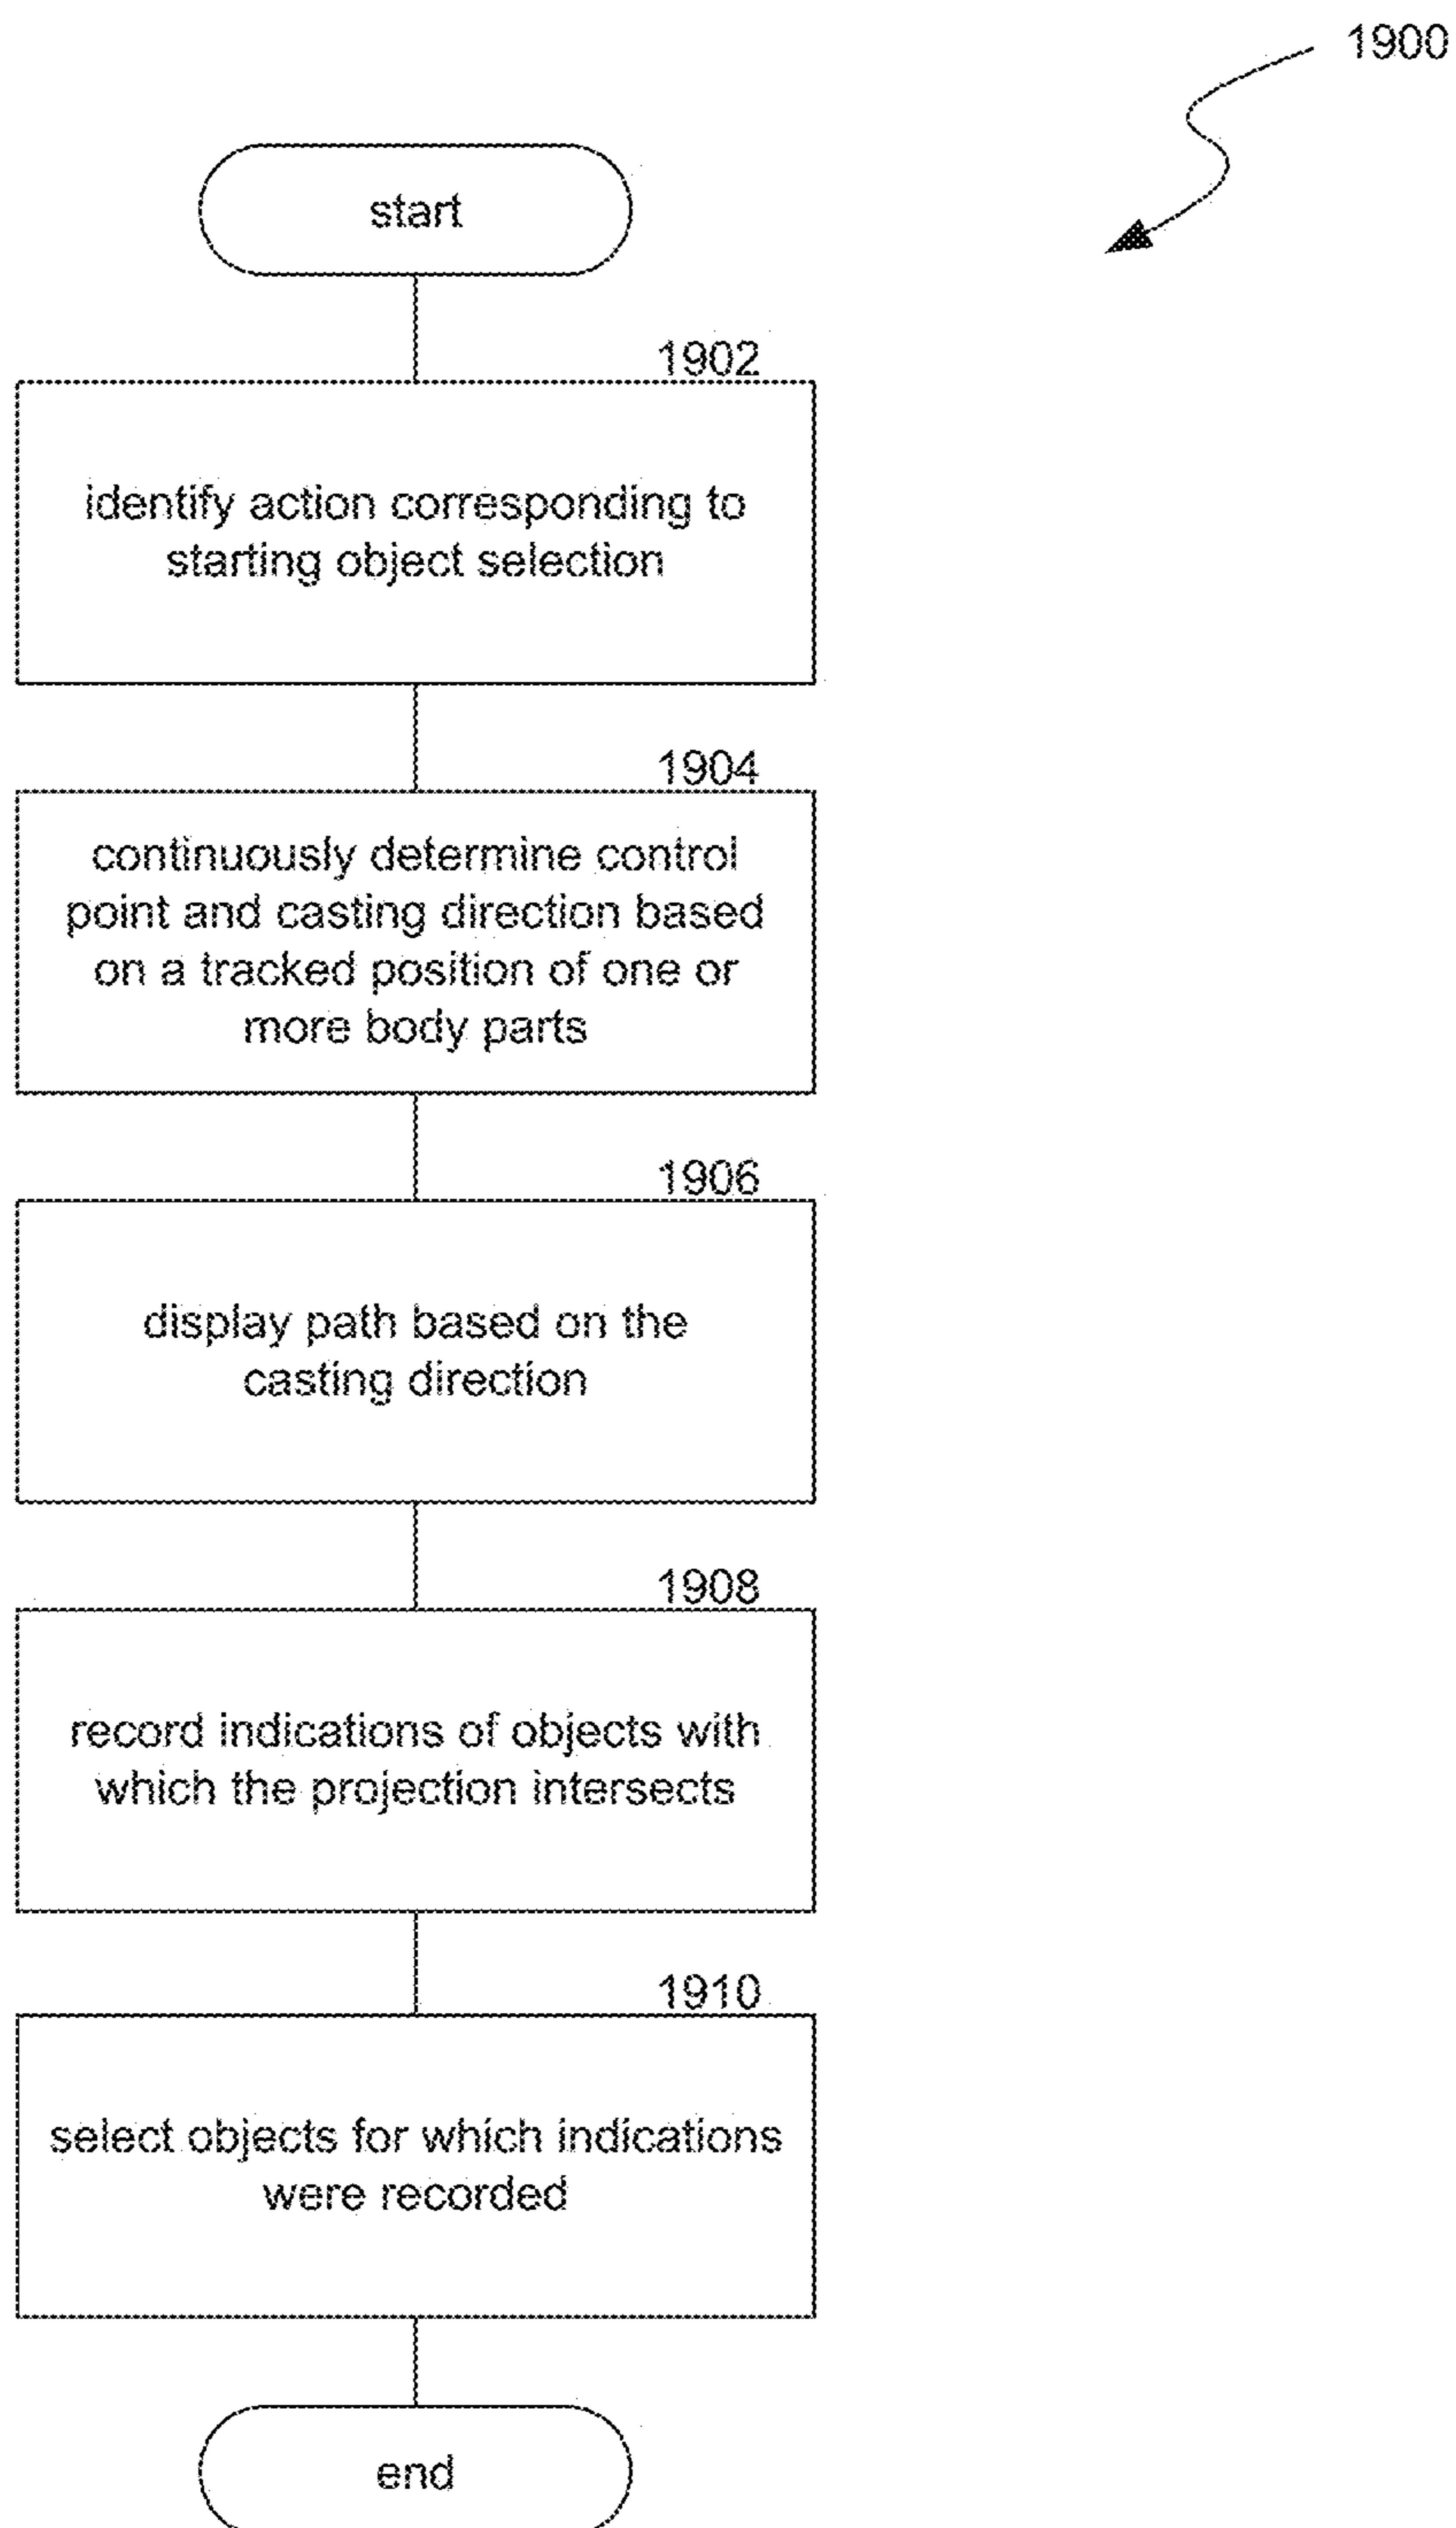 1900
start
1902
identify action corresponding to
starting object selection
1904
continuously determine control
point and casting direction based
on a tracked position of one or
more body parts
1906
display path based on the
casting direction
1908
record indications of objects with
which the projection intersects
1910
select objects for which indications
were recorded
end